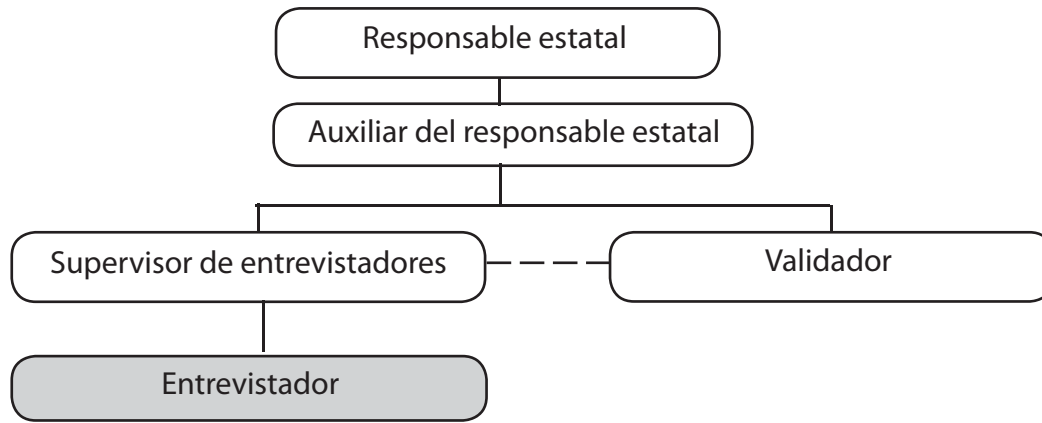 Responsable estatal
Auxiliar del responsable estatal
Supervisor de entrevistadores
Validador
Entrevistador